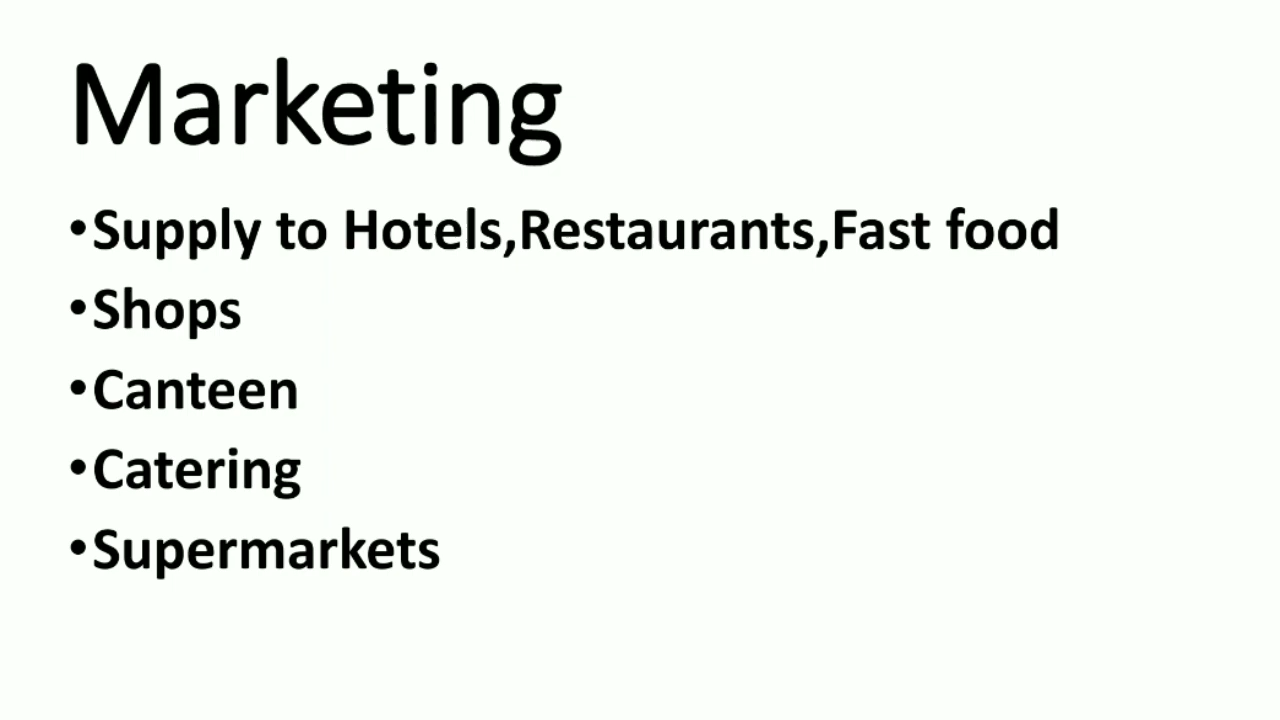 Marketing
•Supply to Hotels,Restaurants,Fast food
•Shops
•Canteen
•Catering
•Supermarkets